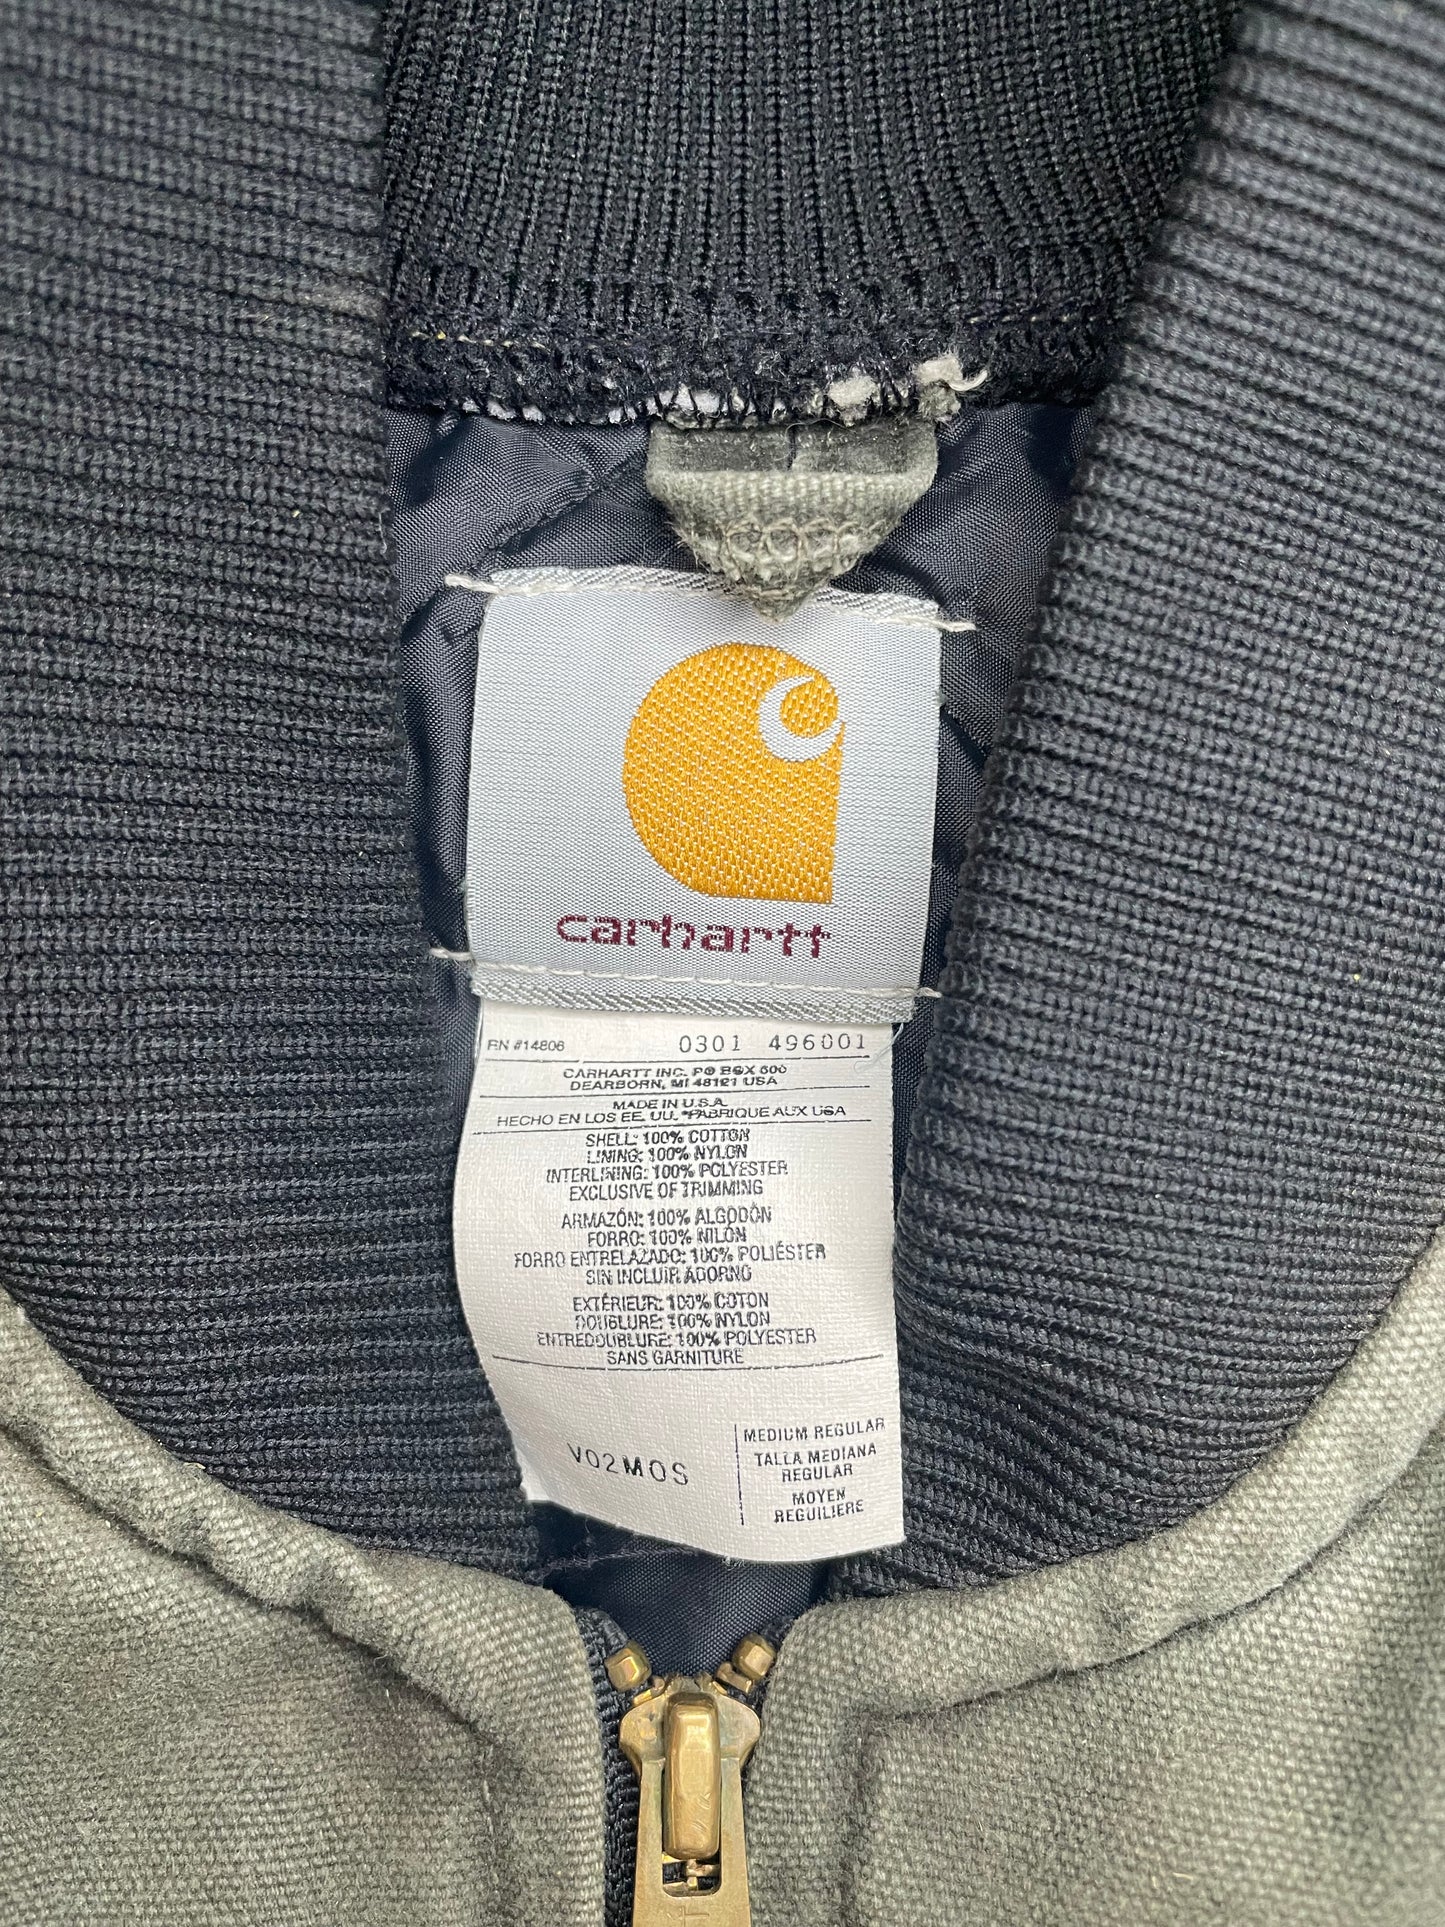 carhartt
RN #14806 0301 496001
CARHARTT INC. PO BOX 600
DEARBORN, MI 48121 USA
MADE IN U.S.A.
HECHO EN LOS EE. UU. *FABRIQUE AUX USA
SHELL: 100% COTTON
LINING: 100% NYLON
INTERLINING: 100% POLYESTER
EXCLUSIVE OF TRIMMING
ARMAZÓN: 100% ALGODÓN
FORRO: 100% NILÓN
FORRO ENTRELAZADO: 100% POLIÉSTER
SIN INCLUIR ADORNO
EXTÉRIEUR: 100% COTON
DOUBLURE: 100% NYLON
ENTREDOUBLURE: 100% POLYESTER
SANS GARNITURE
V02MOS
MEDIUM REGULAR
TALLA MEDIANA
REGULAR
MOYEN
REGUILIERE